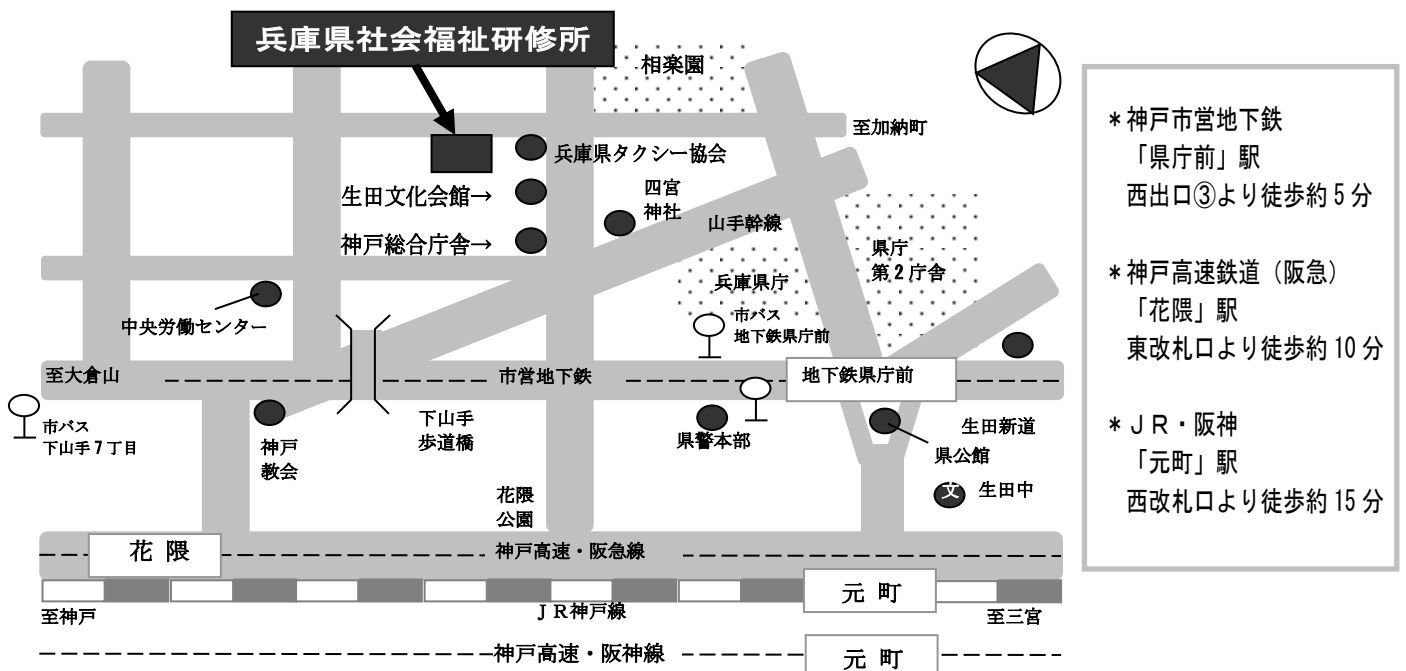 兵庫県社会福祉研修所
相楽園
至加納町
兵庫県タクシー協会
生田文化会館→
四宮
神社
山手幹線
神戸総合庁舎→
県庁
第2庁舎
兵庫県庁
中央労働センター
市バス
地下鉄県庁前
至大倉山
市営地下鉄
地下鉄県庁前
市バス
下山手7丁目
神戸
教会
下山手
歩道橋
県警本部
生田新道
県公館
文
生田中
花隈
公園
花 隈
神戸高速・阪急線
元 町
至神戸
JR神戸線
至三宮
神戸高速・阪神線
元 町
*神戸市営地下鉄
「県庁前」駅
西出口③より徒歩約5分
*神戸高速鉄道(阪急)
「花隈」駅
東改札口より徒歩約10分
*JR・阪神
「元町」駅
西改札口より徒歩約15分